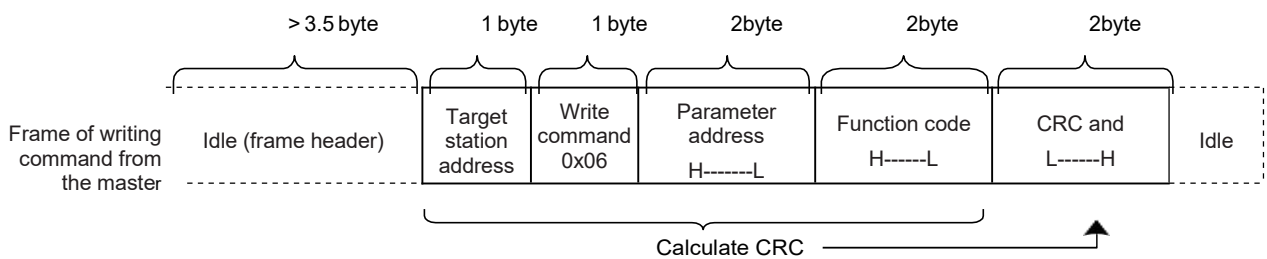 > 3.5 byte 1 byte 1 byte 2byte 2byte 2byte
Frame of writing
command from
the master
Idle (frame header)
Target
station
address
Write
command
0x06
Parameter
address
H-------L
Function code
H------L
CRC and
L------H
Idle
Calculate CRC